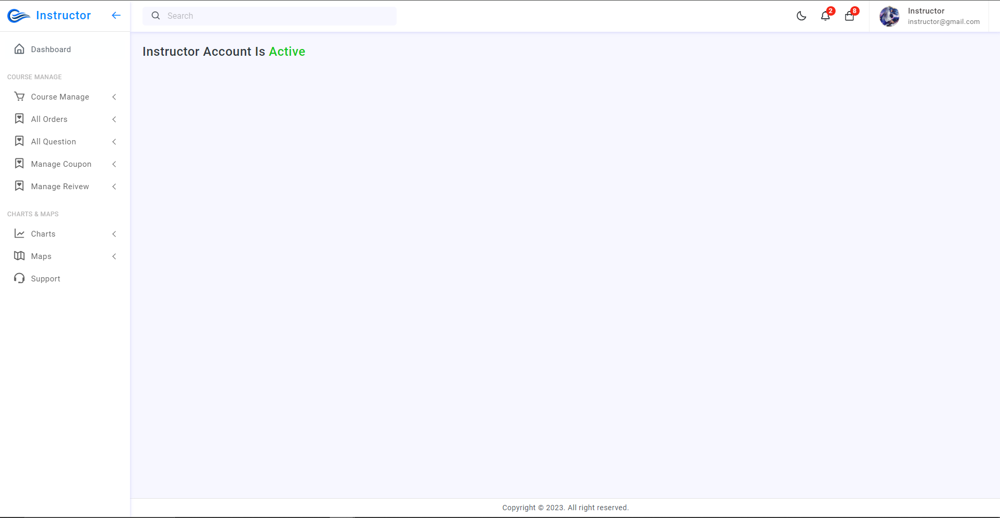 Instructor
Search
2
8
Instructor
instructor@gmail.com
Dashboard
COURSE MANAGE
Course Manage
All Orders
All Question
Manage Coupon
Manage Reivew
CHARTS & MAPS
Charts
Maps
Support
Instructor Account Is Active
Copyright © 2023. All right reserved.